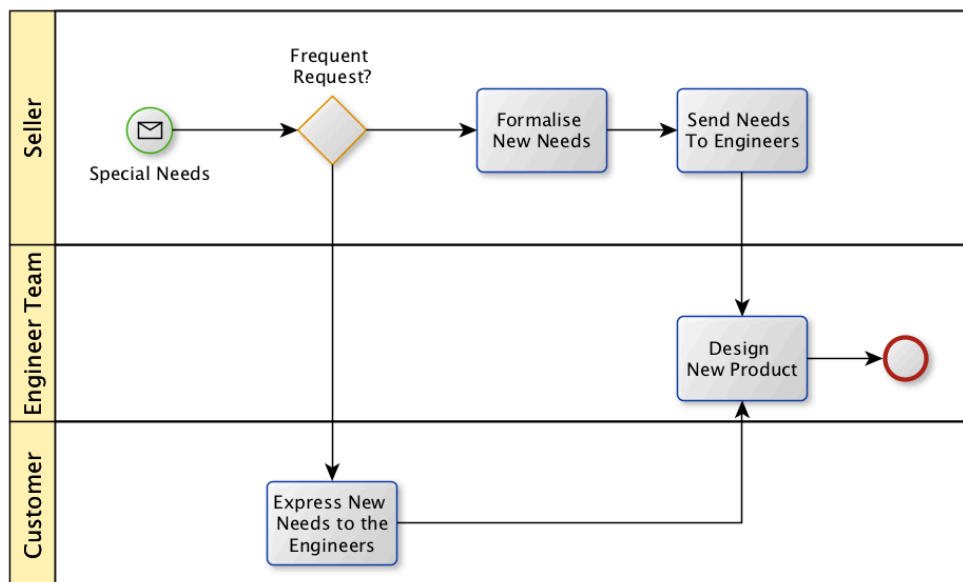 Seller
Frequent
Request?
Special Needs
Formalise
New Needs
Send Needs
To Engineers
Engineer Team
Design
New Product
Customer
Express New
Needs to the
Engineers